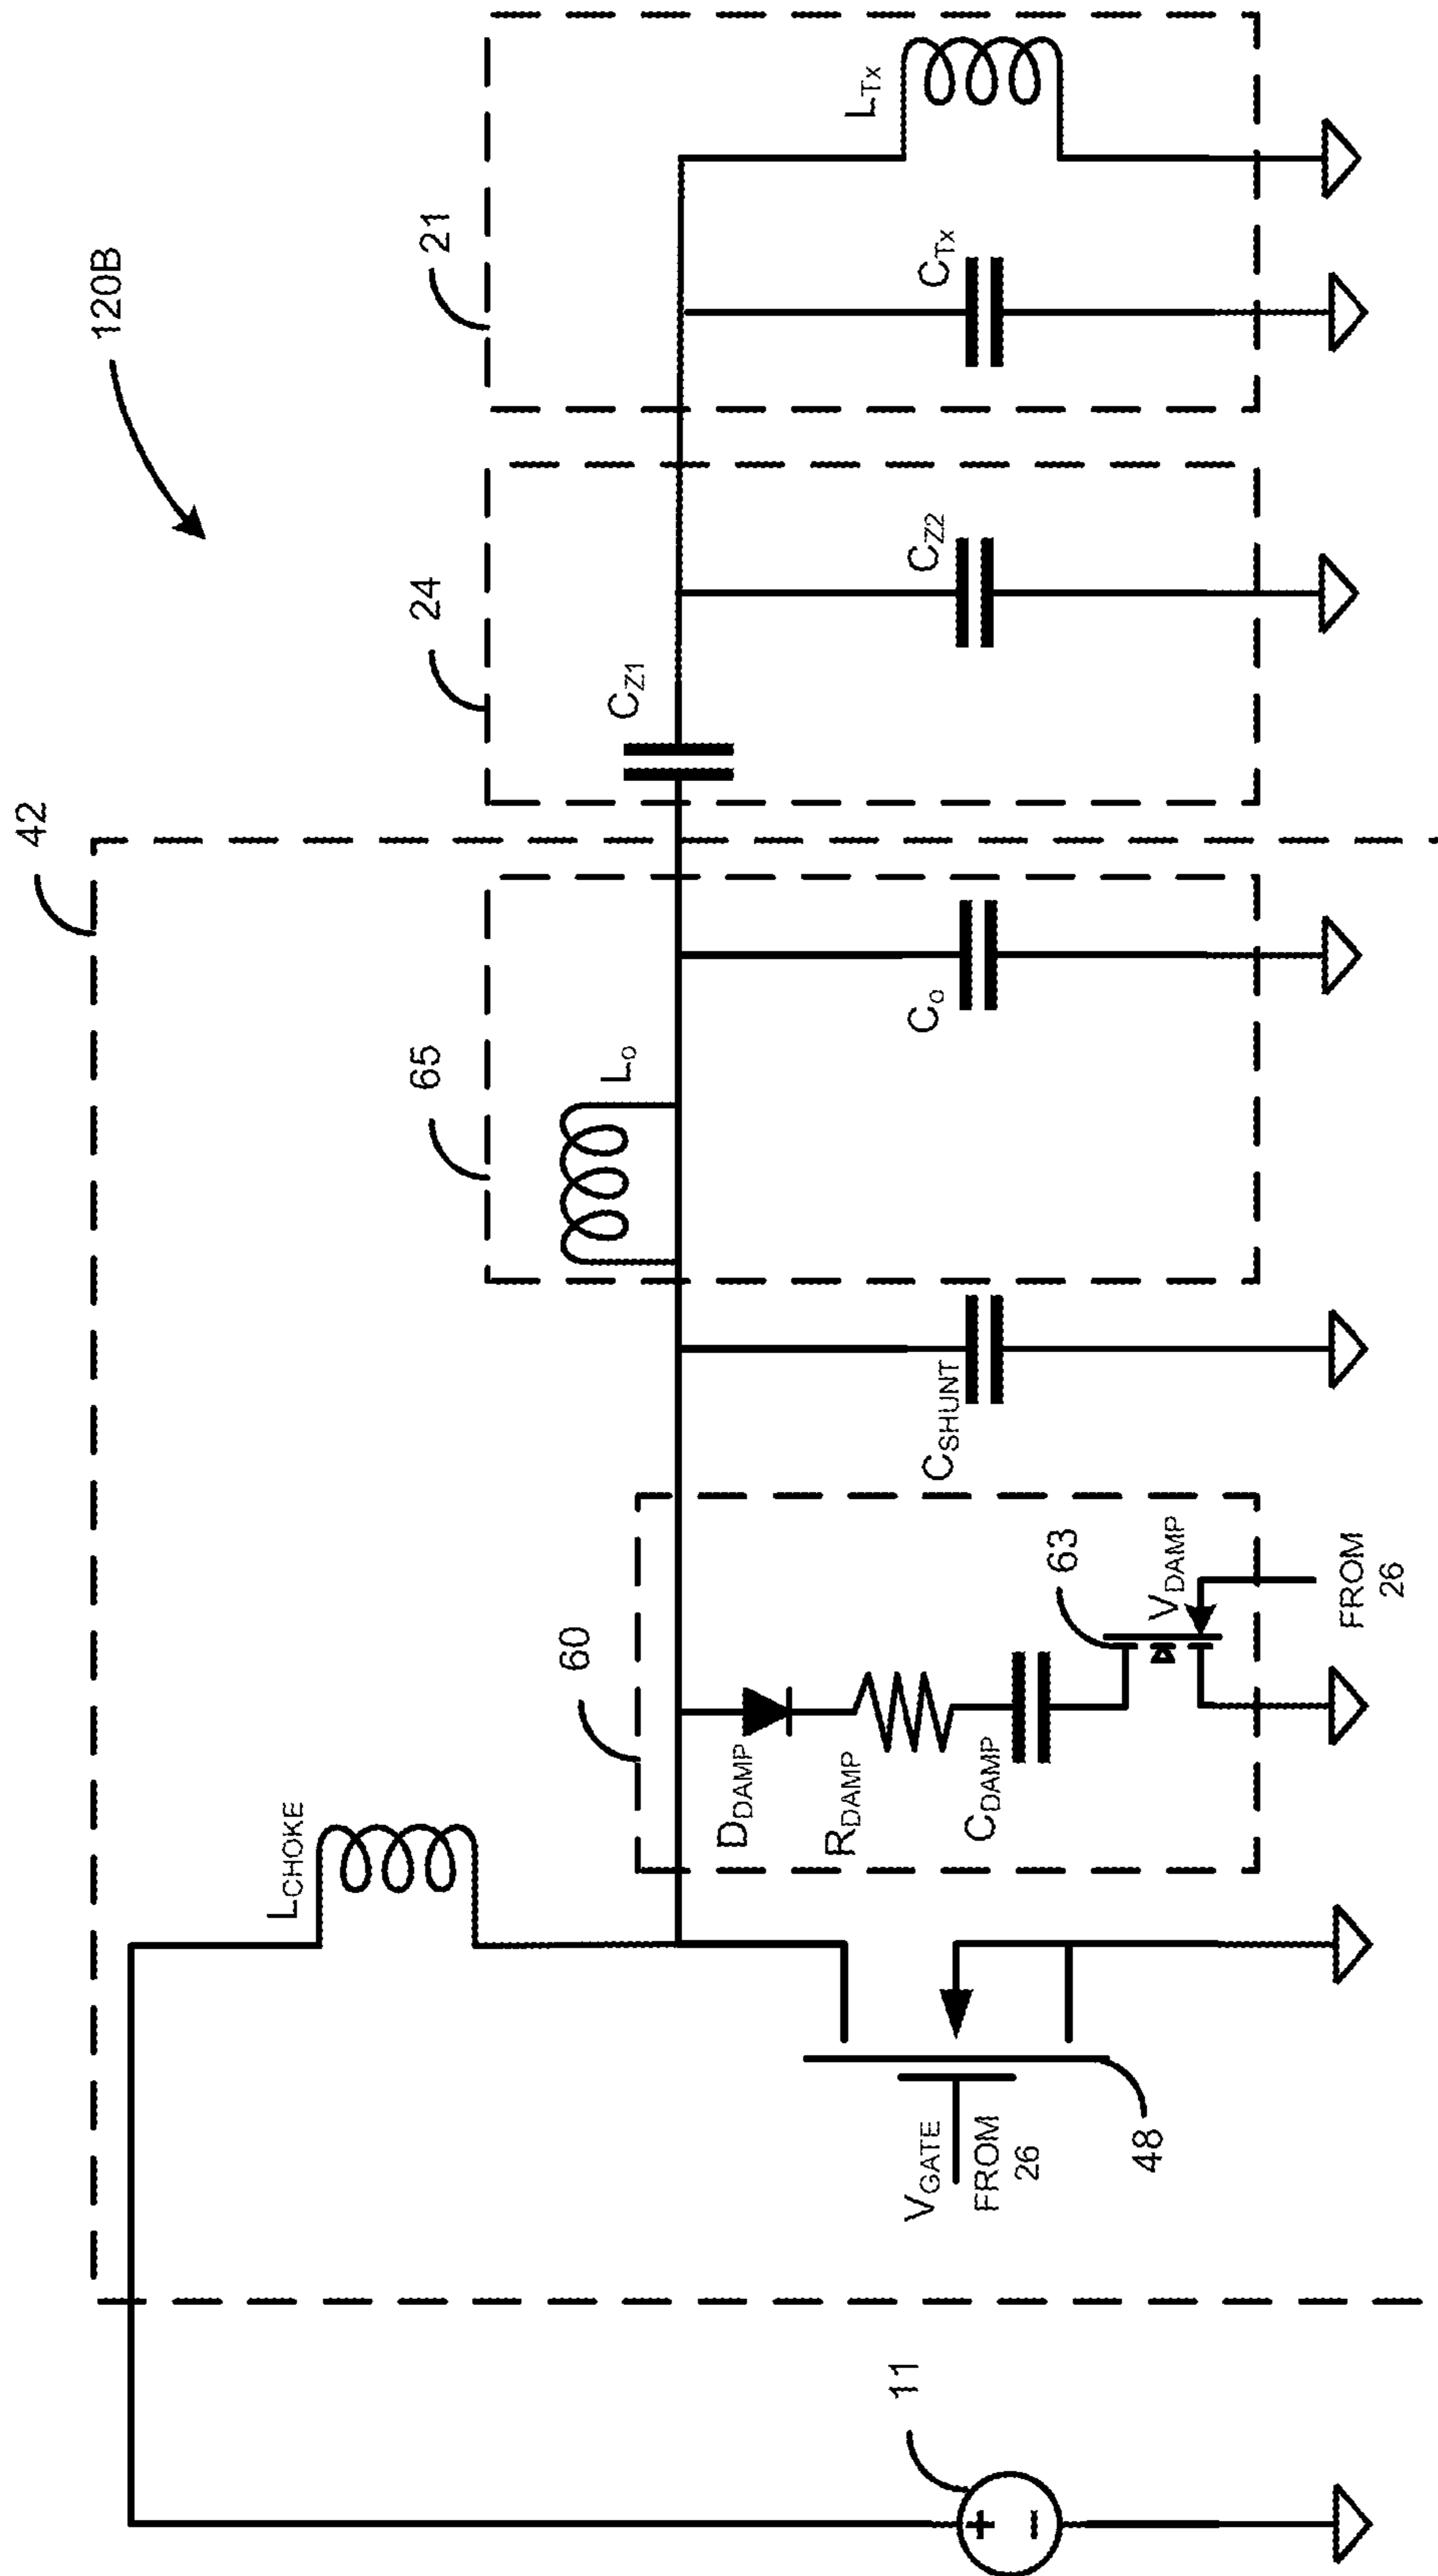 120B
42
21
24
65
60
L_CHOKE
L_Tx
C_Tx
C_Z1
C_Z2
L_o
C_o
C_SHUNT
D_DAMP
R_DAMP
C_DAMP
63
V_DAMP
FROM
26
V_GATE
FROM
26
48
11
+
-